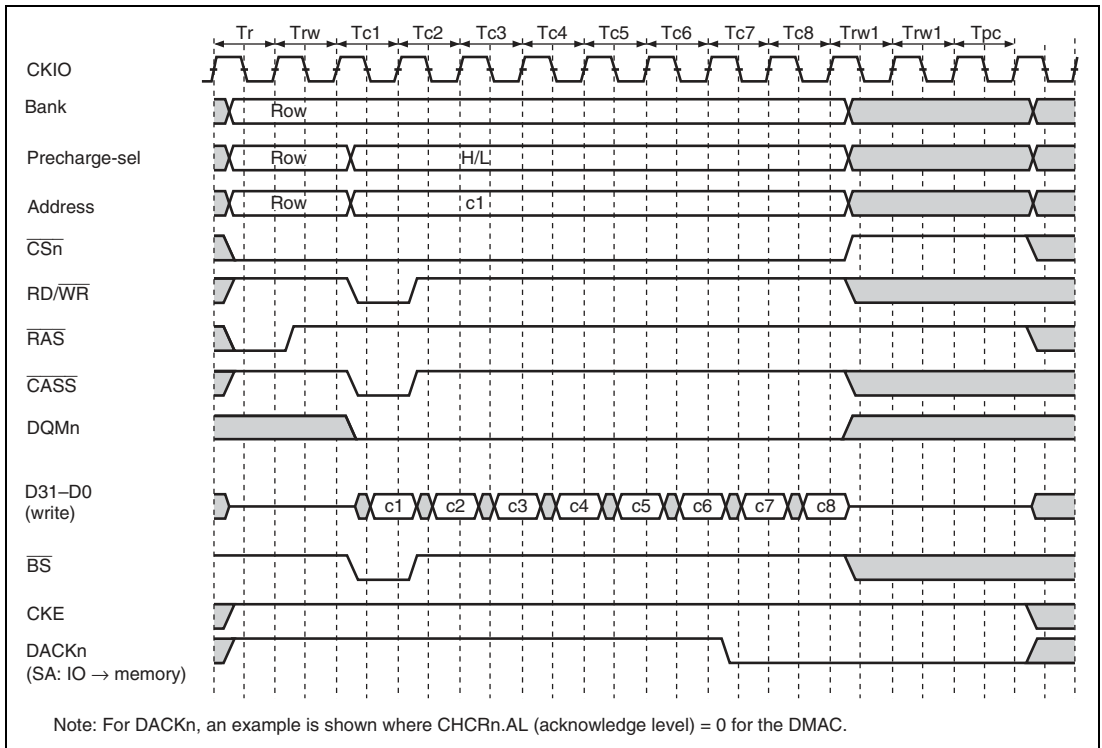 Tr Trw Tc1 Tc2 Tc3 Tc4 Tc5 Tc6 Tc7 Tc8 Trw1 Trw1 Tpc
CKIO
Bank Row
Precharge-sel Row H/L
Address Row c1
CSn
RD/WR
RAS
CASS
DQMn
D31–D0
(write) c1 c2 c3 c4 c5 c6 c7 c8
BS
CKE
DACKn
(SA: IO → memory)
Note: For DACKn, an example is shown where CHCRn.AL (acknowledge level) = 0 for the DMAC.